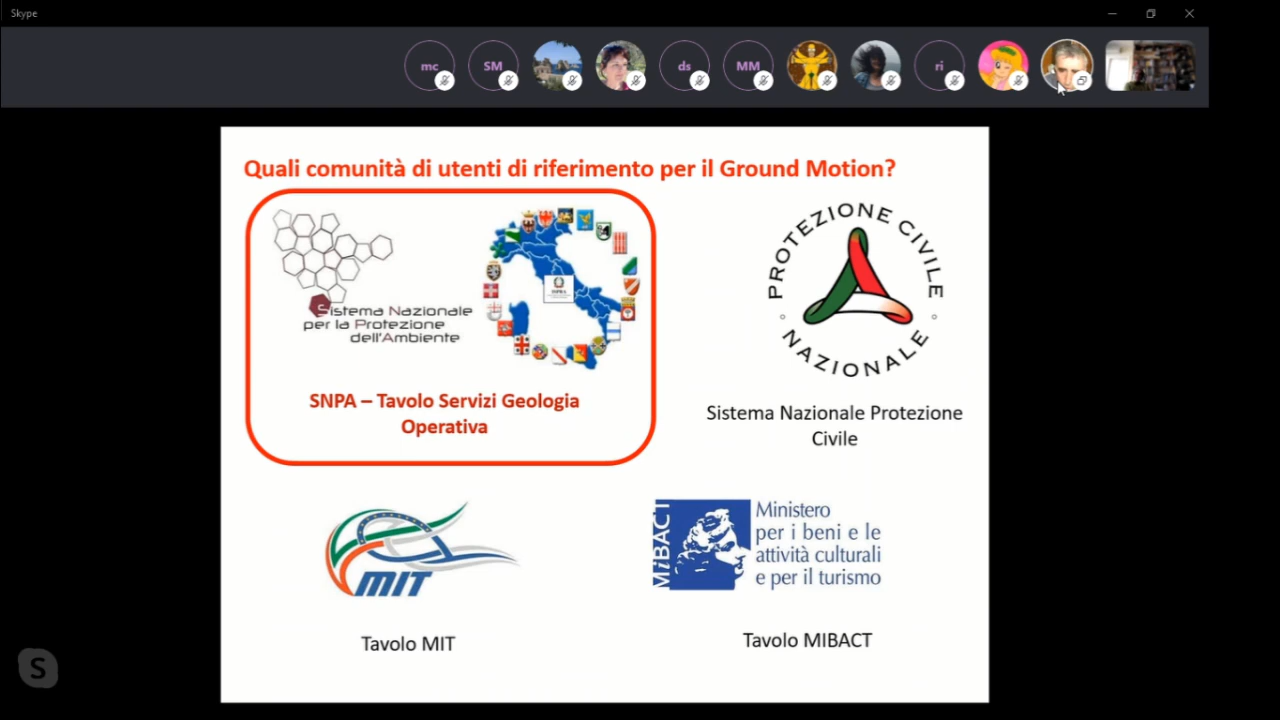 Skype
mc
SM
ds
MM
ri
Quali comunità di utenti di riferimento per il Ground Motion?
Sistema Nazionale
per la Protezione
dell'Ambiente
ISPRA
SNPA – Tavolo Servizi Geologia
Operativa
PROTEZIONE CIVILE
NAZIONALE
Sistema Nazionale Protezione
Civile
MIT
Tavolo MIT
MiBACT
Ministero
per i beni e le
attività culturali
e per il turismo
Tavolo MIBACT
S